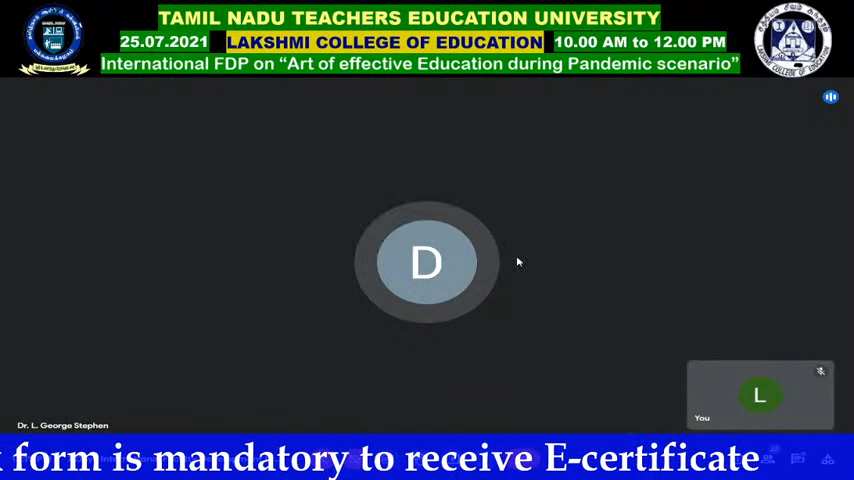 TAMIL NADU TEACHERS EDUCATION UNIVERSITY
25.07.2021 LAKSHMI COLLEGE OF EDUCATION 10.00 AM to 12.00 PM
International FDP on “Art of effective Education during Pandemic scenario”
D
L
You
Dr. L. George Stephen
form is mandatory to receive E-certificate